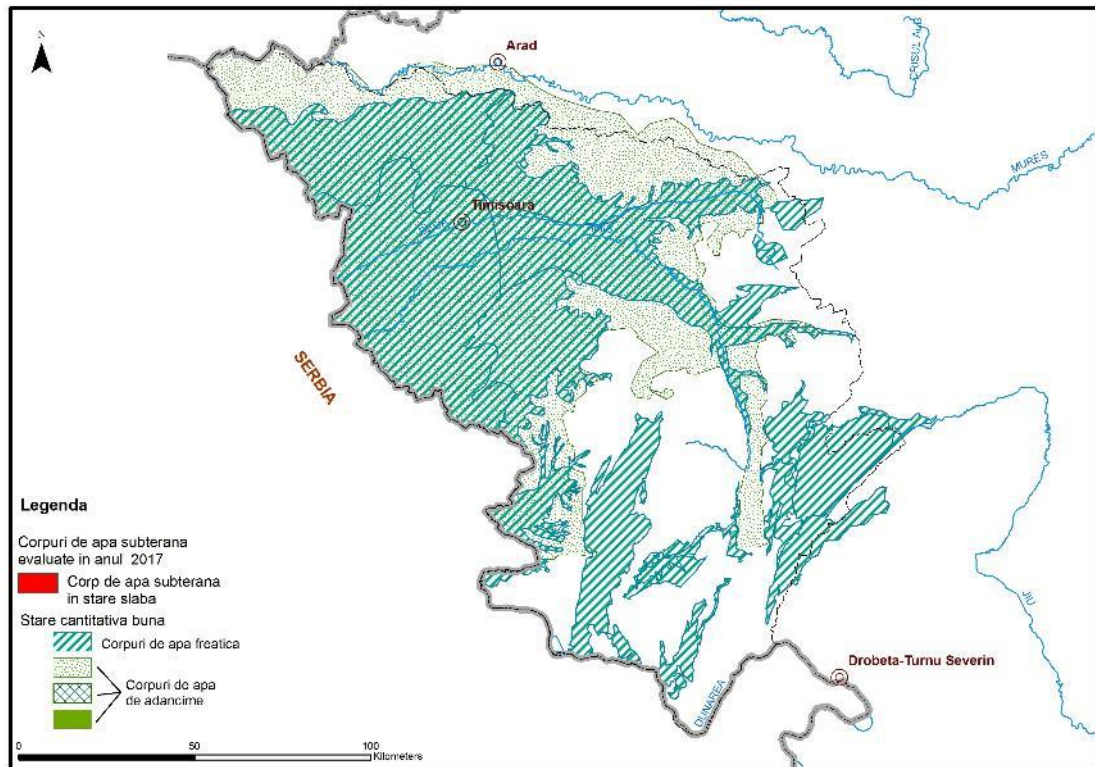 N
Arad
CRISUL ALB
MURES
Timisoara
SERBIA
Legenda
Corpuri de apa subterana
evaluate in anul 2017
Corp de apa subterana
in stare slaba
Stare cantitativa buna
Corpuri de apa freatica
Corpuri de apa
de adancime
JIU
Drobeta-Turnu Severin
DUNAREA
0 50 100
Kilometers